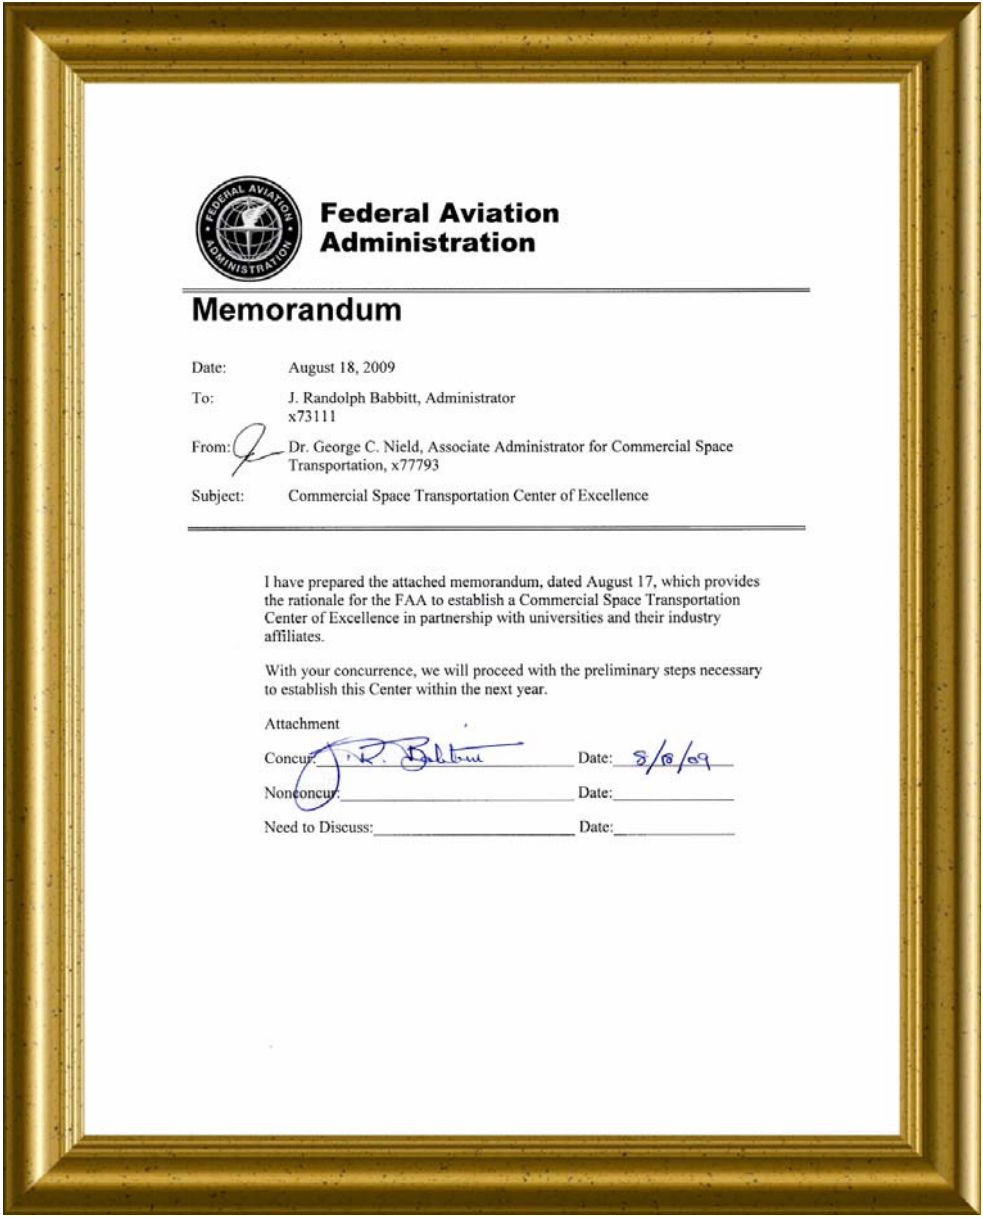 FEDERAL AVIATION ADMINISTRATION
Federal Aviation
Administration
Memorandum
Date: August 18, 2009
To: J. Randolph Babbitt, Administrator
x73111
From: Dr. George C. Nield, Associate Administrator for Commercial Space
Transportation, x77793
Subject: Commercial Space Transportation Center of Excellence
I have prepared the attached memorandum, dated August 17, which provides
the rationale for the FAA to establish a Commercial Space Transportation
Center of Excellence in partnership with universities and their industry
affiliates.
With your concurrence, we will proceed with the preliminary steps necessary
to establish this Center within the next year.
Attachment
Concur: J. R. Babbitt Date: 8/18/09
Nonconcur: Date:
Need to Discuss: Date: